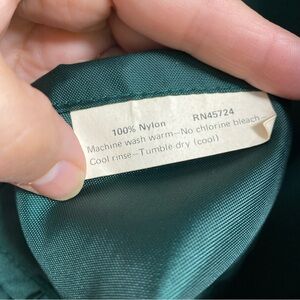 100% Nylon RN45724
Machine wash warm—No chlorine bleach—
Cool rinse—Tumble dry (cool)